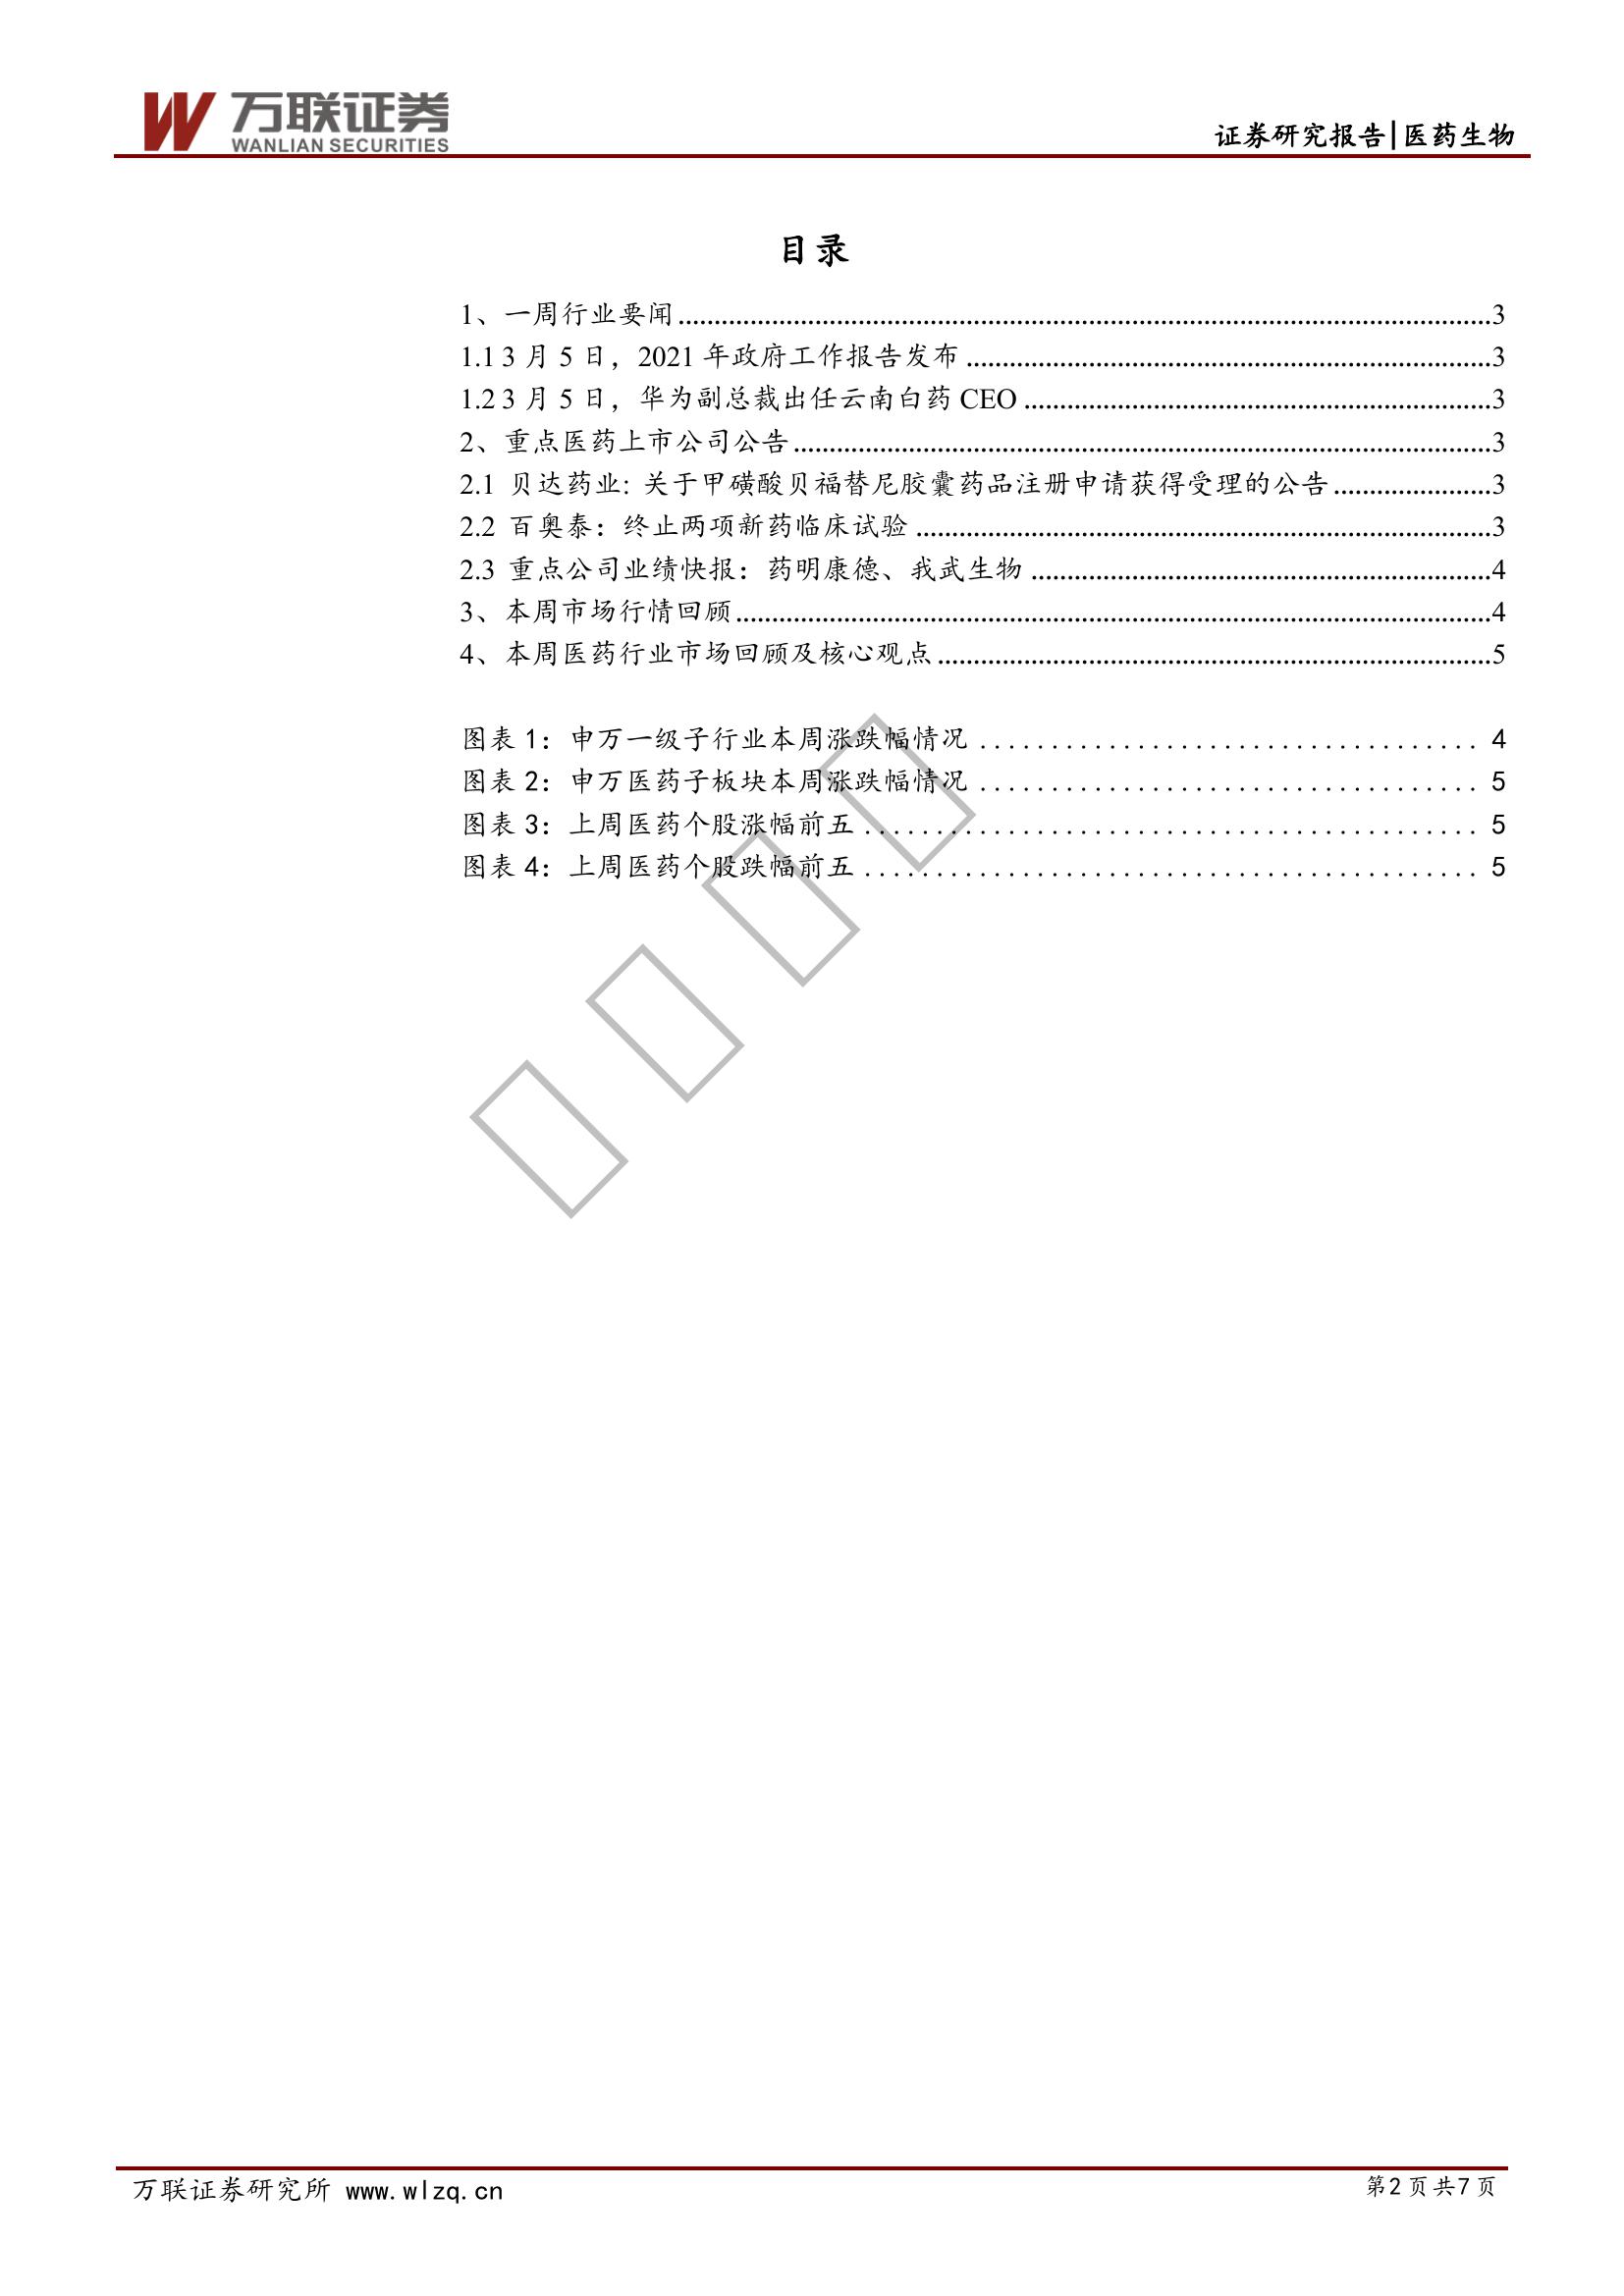 万联证券
WANLIAN SECURITIES
证券研究报告|医药生物
目录
1、一周行业要闻................3
1.1 3 月 5 日，2021 年政府工作报告发布................3
1.2 3 月 5 日，华为副总裁出任云南白药 CEO................3
2、重点医药上市公司公告................3
2.1 贝达药业: 关于甲磺酸贝福替尼胶囊药品注册申请获得受理的公告................3
2.2 百奥泰：终止两项新药临床试验................3
2.3 重点公司业绩快报：药明康德、我武生物................4
3、本周市场行情回顾................4
4、本周医药行业市场回顾及核心观点................5
图表 1：申万一级子行业本周涨跌幅情况................4
图表 2：申万医药子板块本周涨跌幅情况................5
图表 3：上周医药个股涨幅前五................5
图表 4：上周医药个股跌幅前五................5
万联证券研究所 www.wlzq.cn
第2页共7页